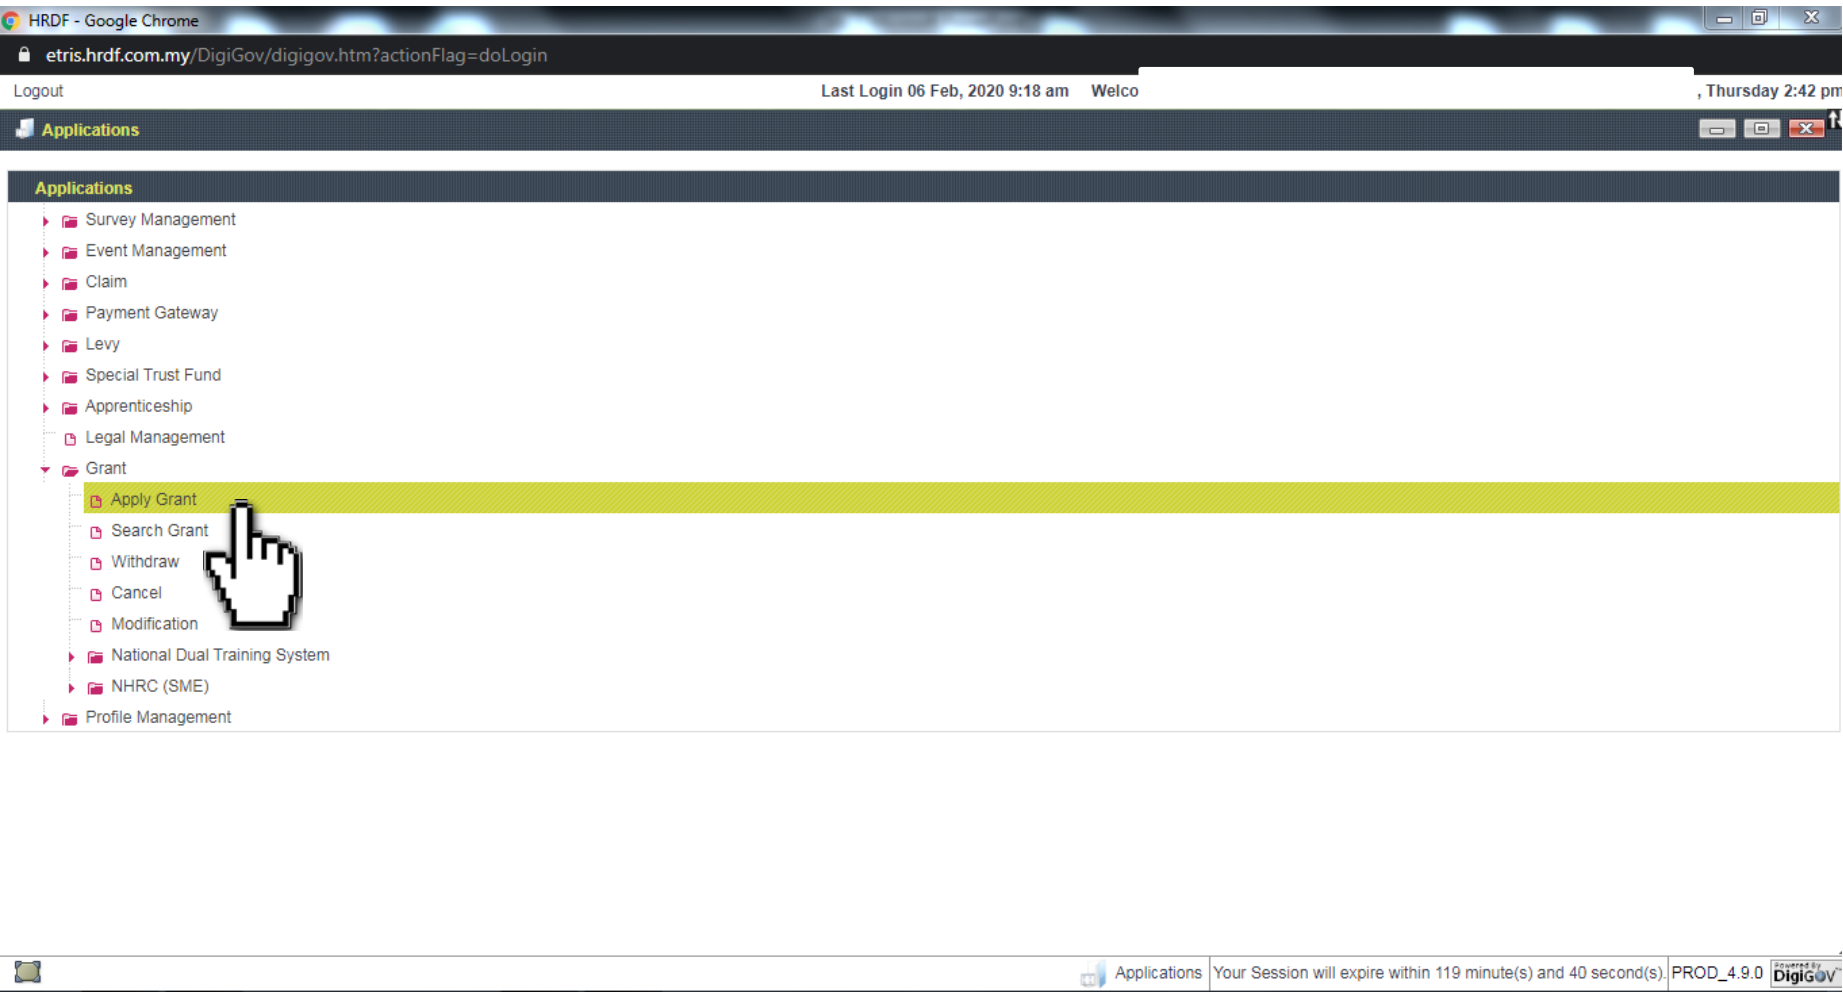 HRDF - Google Chrome
etris.hrdf.com.my/DigiGov/digigov.htm?actionFlag=doLogin
Logout Last Login 06 Feb, 2020 9:18 am Welco , Thursday 2:42 pm
Applications
Applications
Survey Management
Event Management
Claim
Payment Gateway
Levy
Special Trust Fund
Apprenticeship
Legal Management
Grant
Apply Grant
Search Grant
Withdraw
Cancel
Modification
National Dual Training System
NHRC (SME)
Profile Management
Applications Your Session will expire within 119 minute(s) and 40 second(s). PROD_4.9.0 Powered By DigiGOV